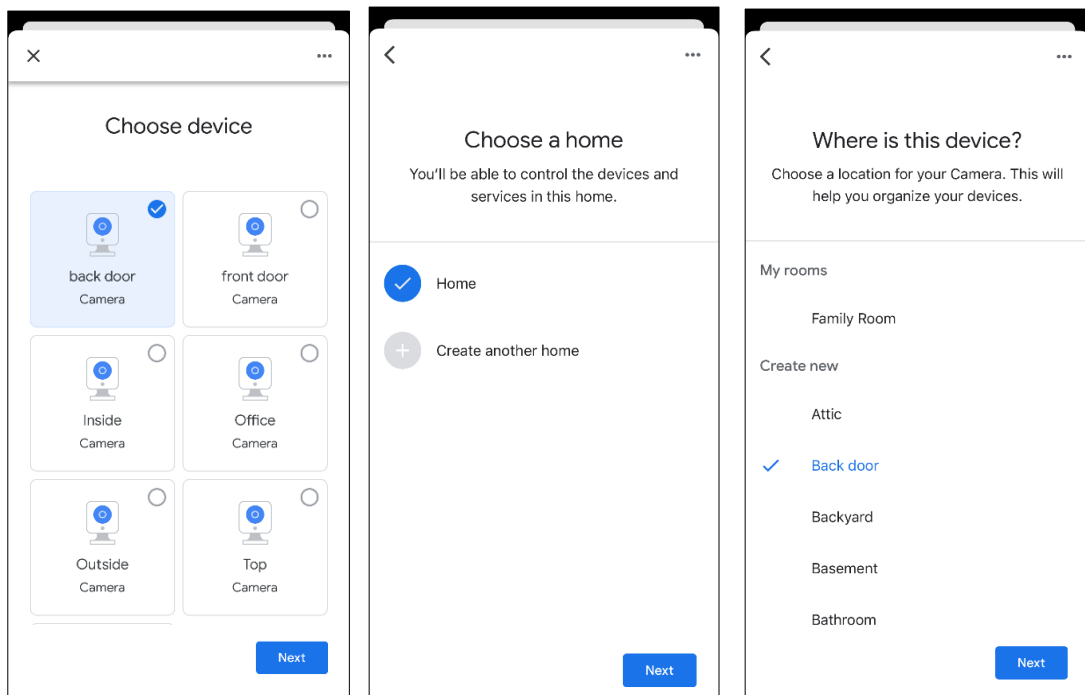 Choose device
back door
Camera
front door
Camera
Inside
Camera
Office
Camera
Outside
Camera
Top
Camera
Next
Choose a home
You'll be able to control the devices and
services in this home.
Home
Create another home
Next
Where is this device?
Choose a location for your Camera. This will
help you organize your devices.
My rooms
Family Room
Create new
Attic
Back door
Backyard
Basement
Bathroom
Next